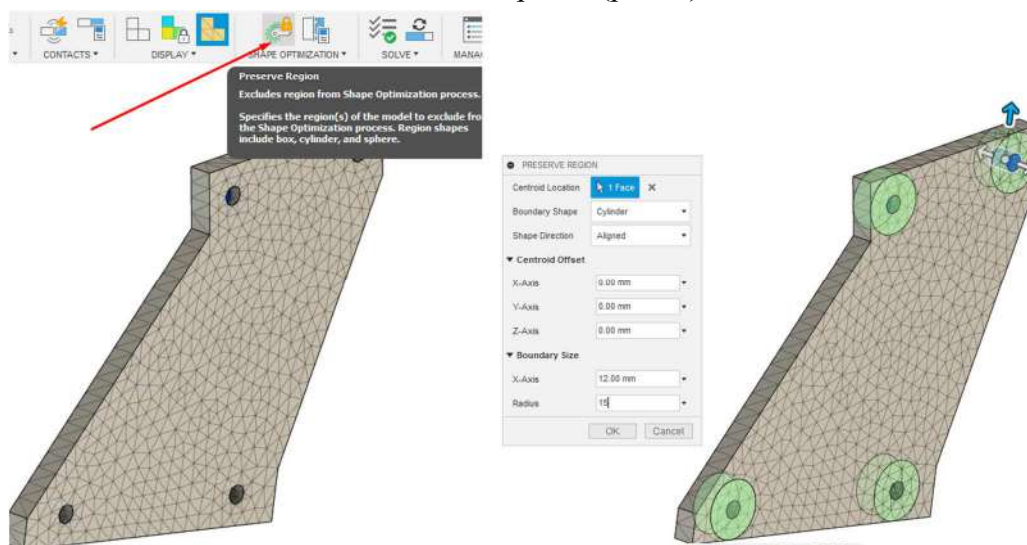 CONTACTS ▾
DISPLAY ▾
SHAPE OPTIMIZATION ▾
SOLVE ▾
MANA
Preserve Region
Excludes region from Shape Optimization process.
Specifies the region(s) of the model to exclude fro
the Shape Optimization process. Region shapes
include box, cylinder, and sphere.
PRESERVE REGION
Centroid Location 1 Face X
Boundary Shape Cylinder
Shape Direction Aligned
▾ Centroid Offset
X-Axis 0.00 mm
Y-Axis 0.00 mm
Z-Axis 0.00 mm
▾ Boundary Size
X-Axis 12.00 mm
Radius 15
OK Cancel